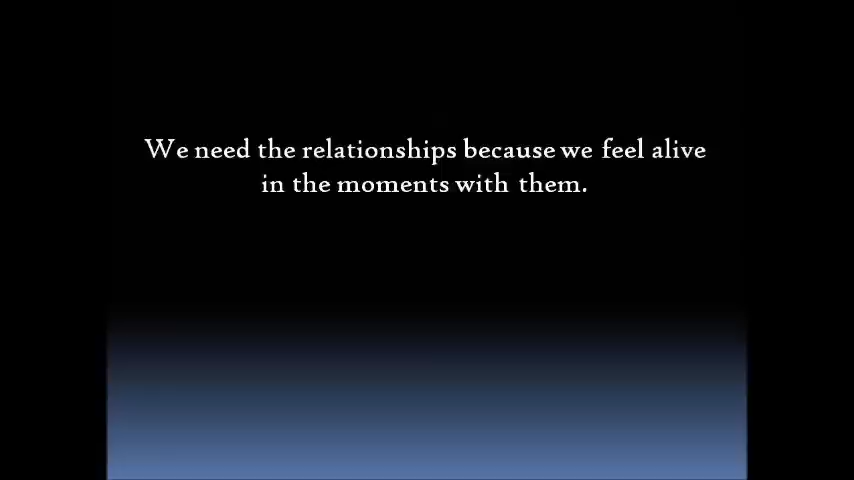 We need the relationships because we feel alive
in the moments with them.